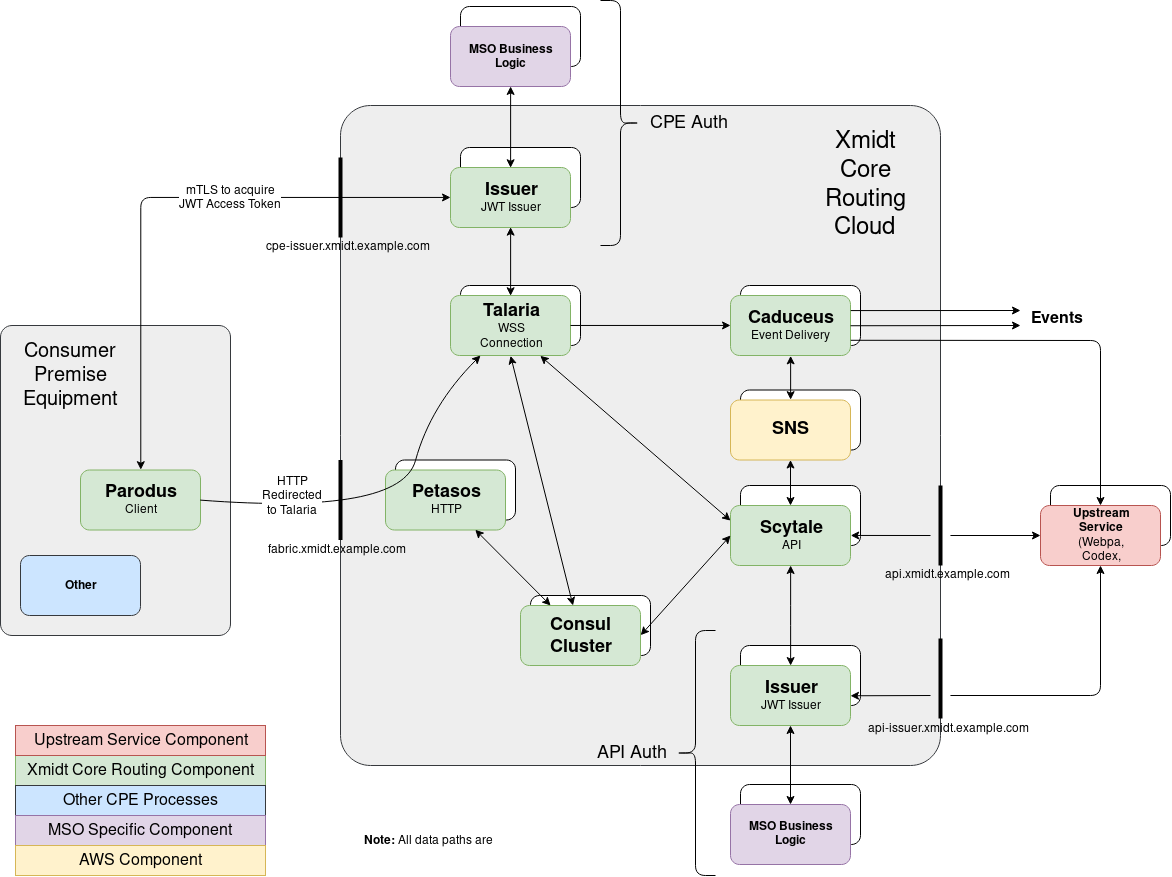 MSO Business
Logic
CPE Auth
Xmidt
Core
Routing
Cloud
mTLS to acquire
JWT Access Token
Issuer
JWT Issuer
cpe-issuer.xmidt.example.com
Talaria
WSS
Connection
Caduceus
Event Delivery
Events
Consumer
Premise
Equipment
SNS
Parodus
Client
HTTP
Redirected
to Talaria
Petasos
HTTP
fabric.xmidt.example.com
Scytale
API
Upstream
Service
(Webpa,
Codex,
api.xmidt.example.com
Other
Consul
Cluster
Issuer
JWT Issuer
api-issuer.xmidt.example.com
API Auth
MSO Business
Logic
Upstream Service Component
Xmidt Core Routing Component
Other CPE Processes
MSO Specific Component
AWS Component
Note: All data paths are